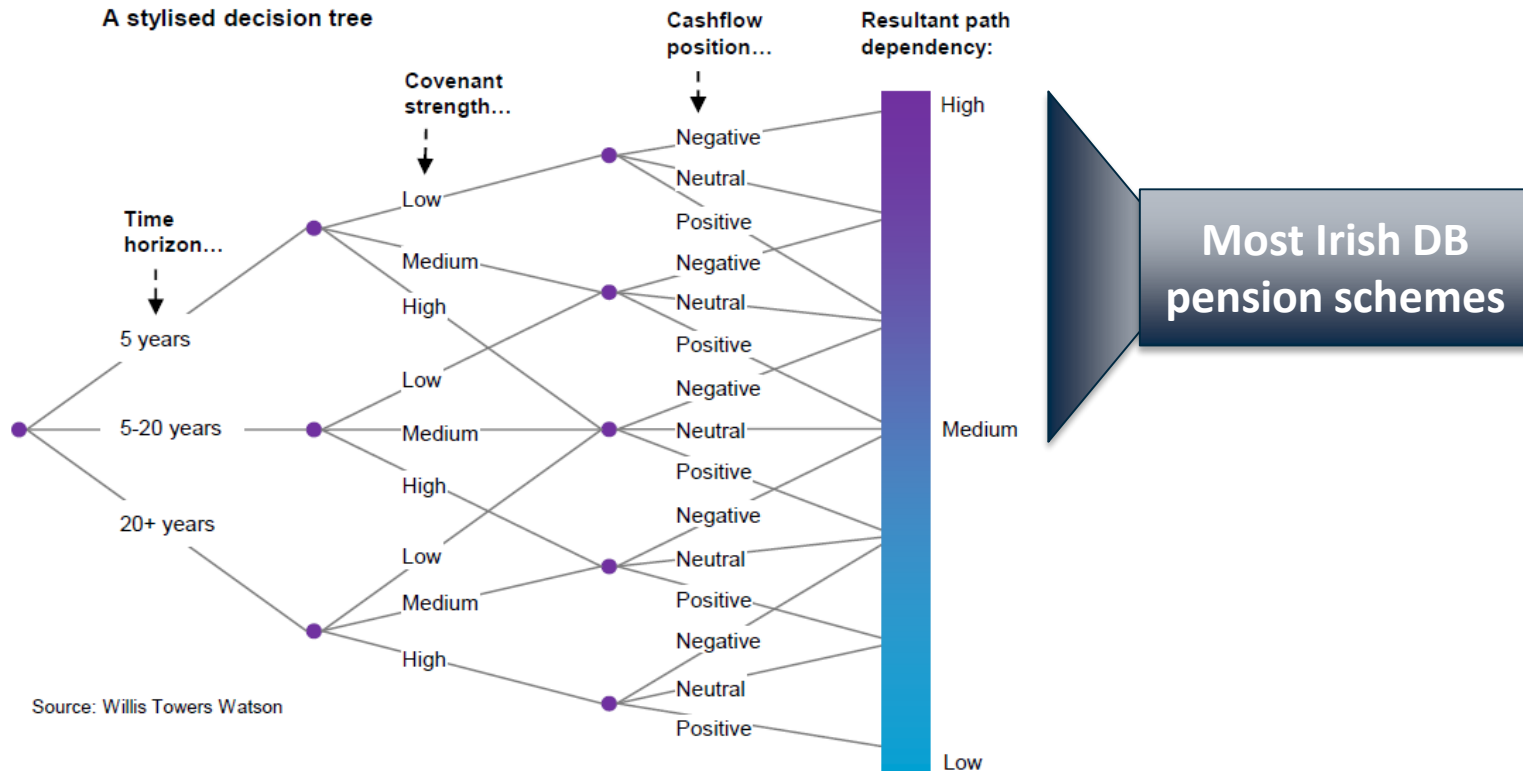 A stylised decision tree
Time
horizon…
5 years
5-20 years
20+ years
Covenant
strength…
Low
Medium
High
Low
Medium
High
Low
Medium
High
Cashflow
position…
Negative
Neutral
Positive
Negative
Neutral
Positive
Negative
Neutral
Positive
Negative
Neutral
Positive
Negative
Neutral
Positive
Resultant path
dependency:
High
Medium
Low
Most Irish DB
pension schemes
Source: Willis Towers Watson